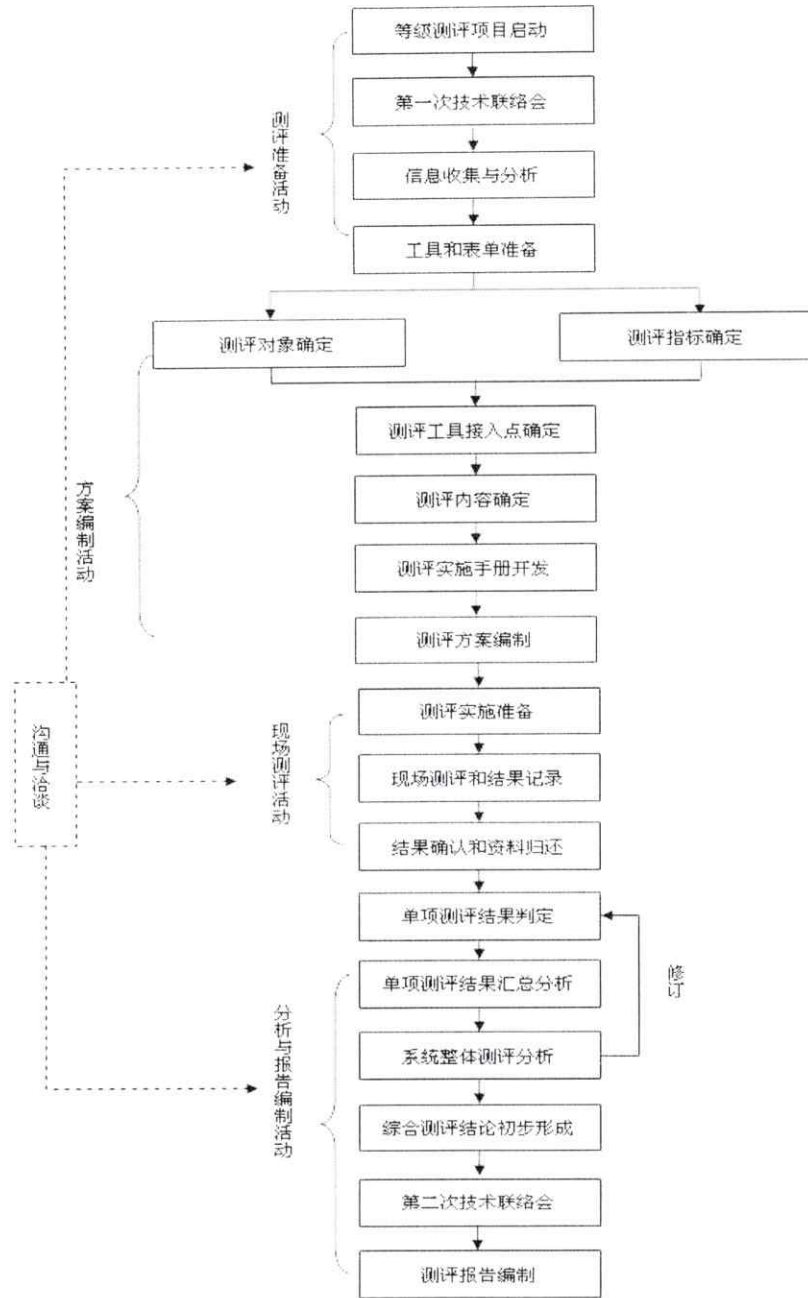 等级测评项目启动
第一次技术联络会
信息收集与分析
工具和表单准备
测评准备活动
测评对象确定
测评指标确定
测评工具接入点确定
测评内容确定
测评实施手册开发
测评方案编制
方案编制活动
沟通与洽谈
测评实施准备
现场测评和结果记录
结果确认和资料归还
现场测评活动
单项测评结果判定
单项测评结果汇总分析
系统整体测评分析
修订
综合测评结论初步形成
第二次技术联络会
测评报告编制
分析与报告编制活动